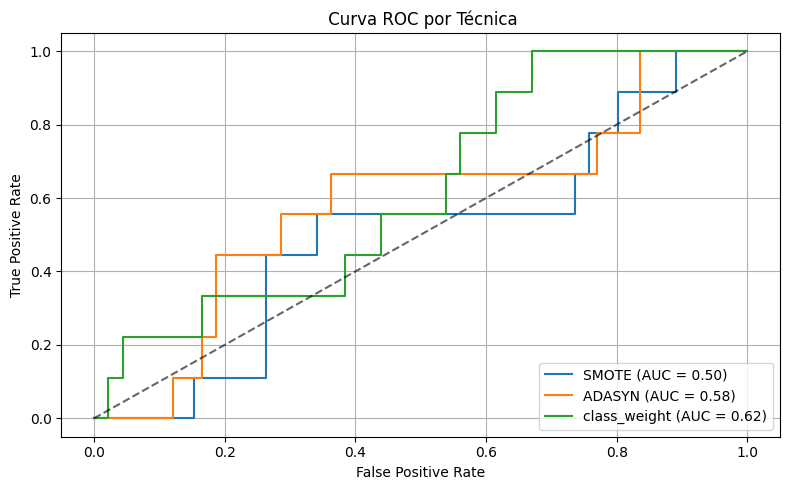 Curva ROC por Técnica
True Positive Rate
1.0
0.8
0.6
0.4
0.2
0.0
0.0 0.2 0.4 0.6 0.8 1.0
False Positive Rate
SMOTE (AUC = 0.50)
ADASYN (AUC = 0.58)
class_weight (AUC = 0.62)